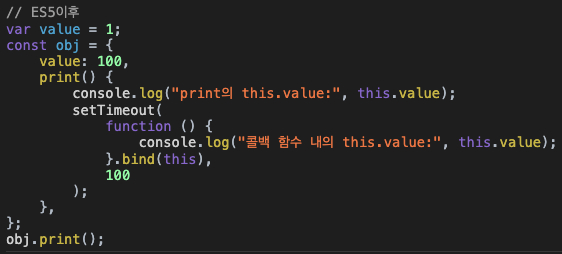 // ES5이후
var value = 1;
const obj = {
    value: 100,
    print() {
        console.log("print의 this.value:", this.value);
        setTimeout(
            function () {
                console.log("콜백 함수 내의 this.value:", this.value);
            }.bind(this),
            100
        );
    },
};
obj.print();